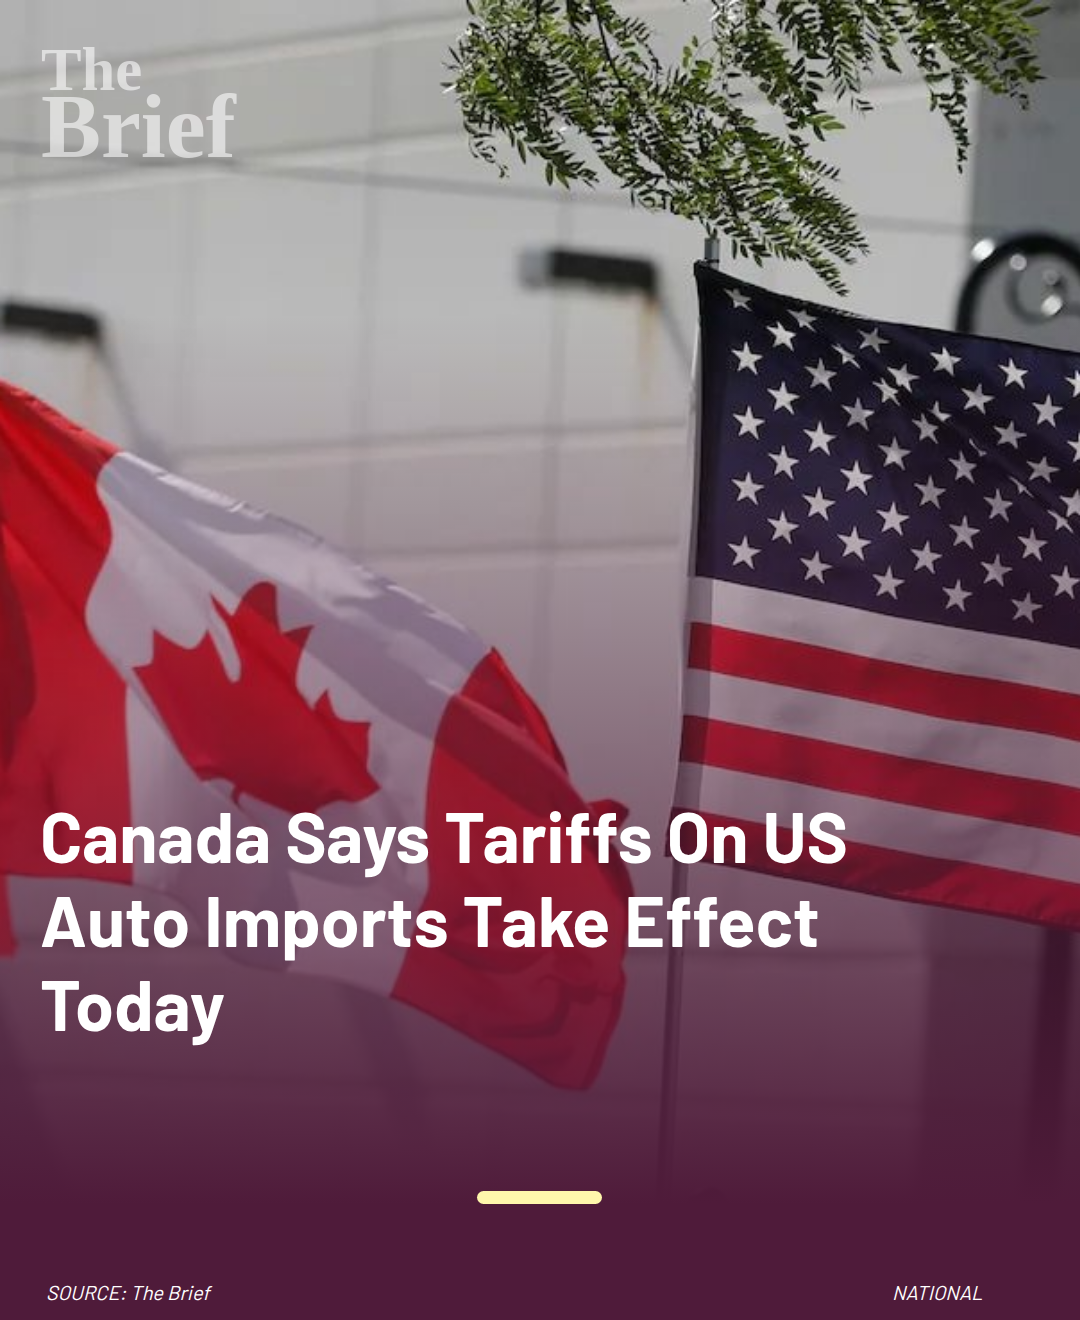 The
Brief
Canada Says Tariffs On US
Auto Imports Take Effect
Today
SOURCE: The Brief
NATIONAL